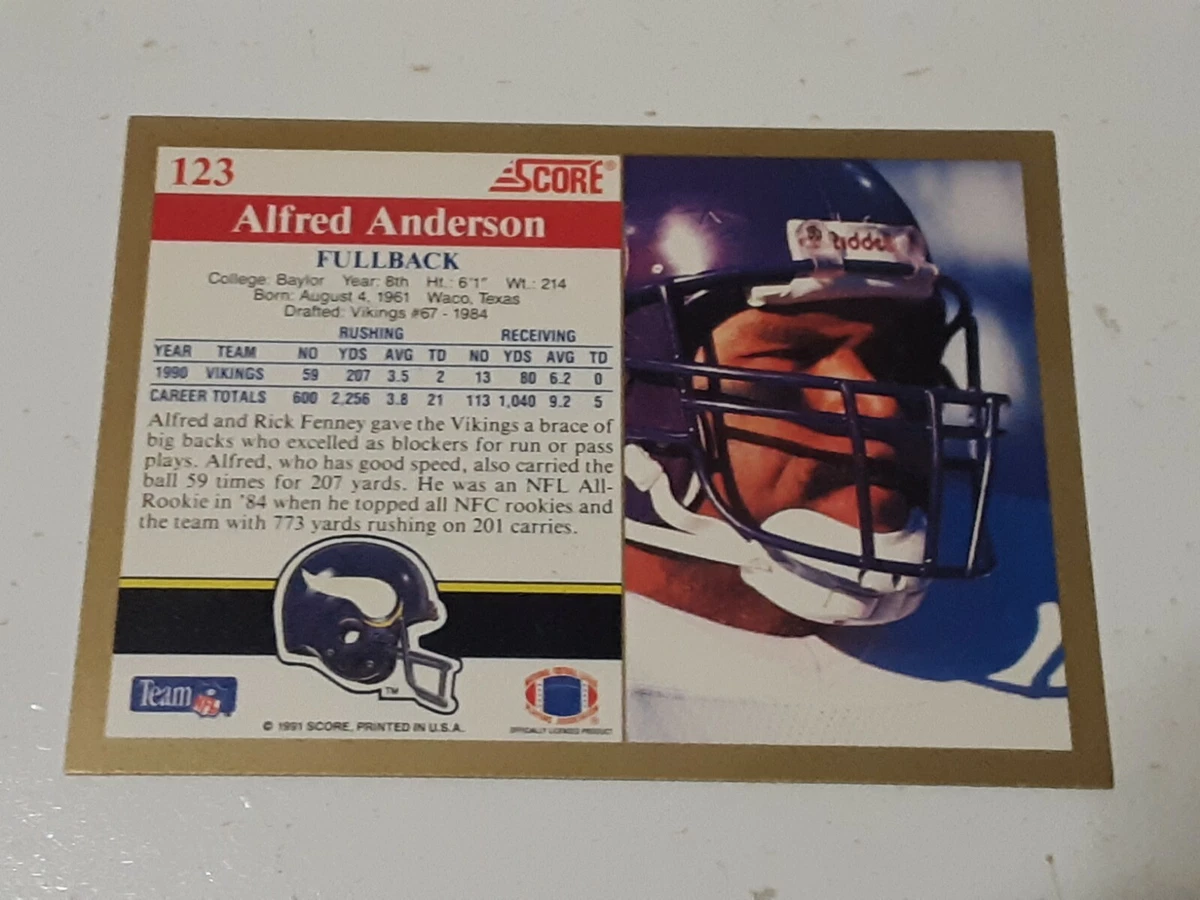 123
SCORE®
Alfred Anderson
FULLBACK
College: Baylor Year: 8th Ht.: 6'1" Wt.: 214
Born: August 4, 1961 Waco, Texas
Drafted: Vikings #67 - 1984
RUSHING RECEIVING
YEAR TEAM NO YDS AVG TD NO YDS AVG TD
1990 VIKINGS 59 207 3.5 2 13 80 6.2 0
CAREER TOTALS 600 2,256 3.8 21 113 1,040 9.2 5
Alfred and Rick Fenney gave the Vikings a brace of
big backs who excelled as blockers for run or pass
plays. Alfred, who has good speed, also carried the
ball 59 times for 207 yards. He was an NFL All-
Rookie in '84 when he topped all NFC rookies and
the team with 773 yards rushing on 201 carries.
TM
Team NFL
© 1991 SCORE, PRINTED IN U.S.A.
OFFICIALLY LICENSED PRODUCT
Riddell